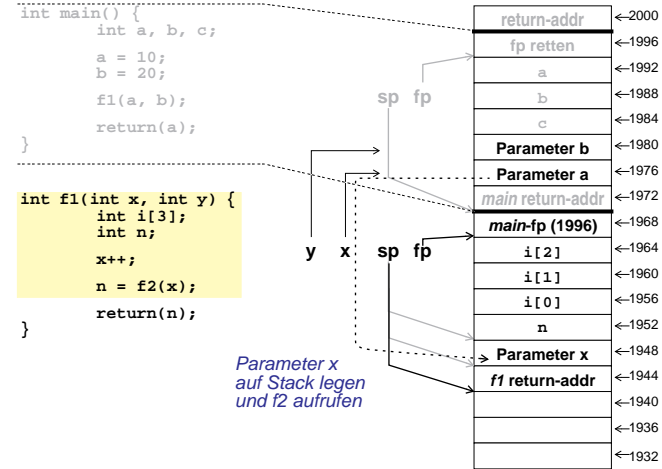 int main() {
int a, b, c;
a = 10;
b = 20;
f1(a, b);
return(a);
}
int f1(int x, int y) {
int i[3];
int n;
x++;
n = f2(x);
return(n);
}
sp fp
y x sp fp
Parameter x
auf Stack legen
und f2 aufrufen
return-addr
fp retten
a
b
c
Parameter b
Parameter a
main return-addr
main-fp (1996)
i[2]
i[1]
i[0]
n
Parameter x
f1 return-addr
2000
1996
1992
1988
1984
1980
1976
1972
1968
1964
1960
1956
1952
1948
1944
1940
1936
1932